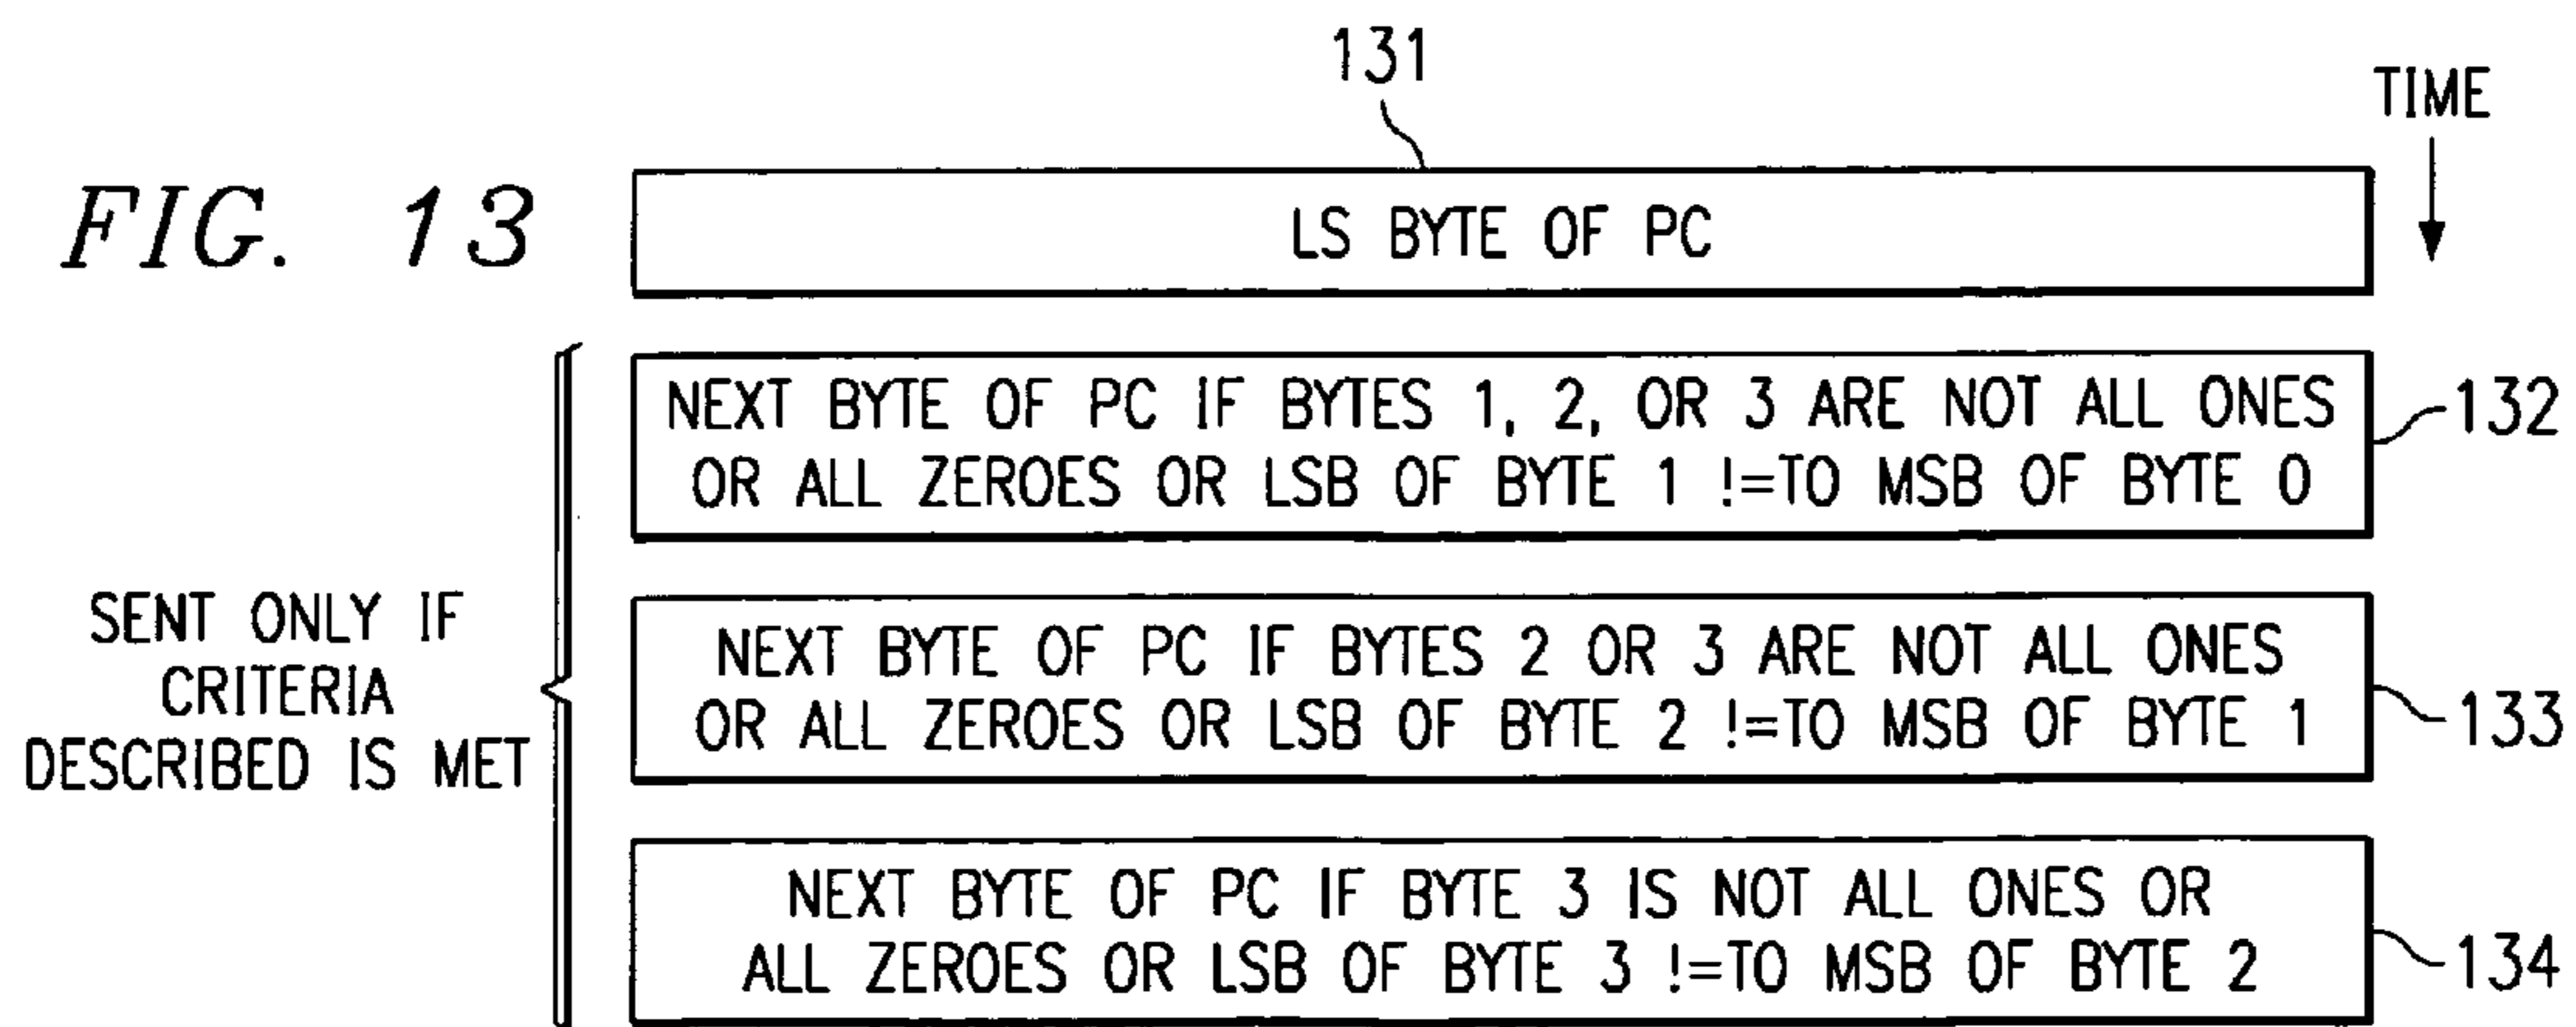 131
TIME
FIG. 13
LS BYTE OF PC
NEXT BYTE OF PC IF BYTES 1, 2, OR 3 ARE NOT ALL ONES
OR ALL ZEROES OR LSB OF BYTE 1 !=TO MSB OF BYTE 0
132
SENT ONLY IF
CRITERIA
DESCRIBED IS MET
NEXT BYTE OF PC IF BYTES 2 OR 3 ARE NOT ALL ONES
OR ALL ZEROES OR LSB OF BYTE 2 !=TO MSB OF BYTE 1
133
NEXT BYTE OF PC IF BYTE 3 IS NOT ALL ONES OR
ALL ZEROES OR LSB OF BYTE 3 !=TO MSB OF BYTE 2
134